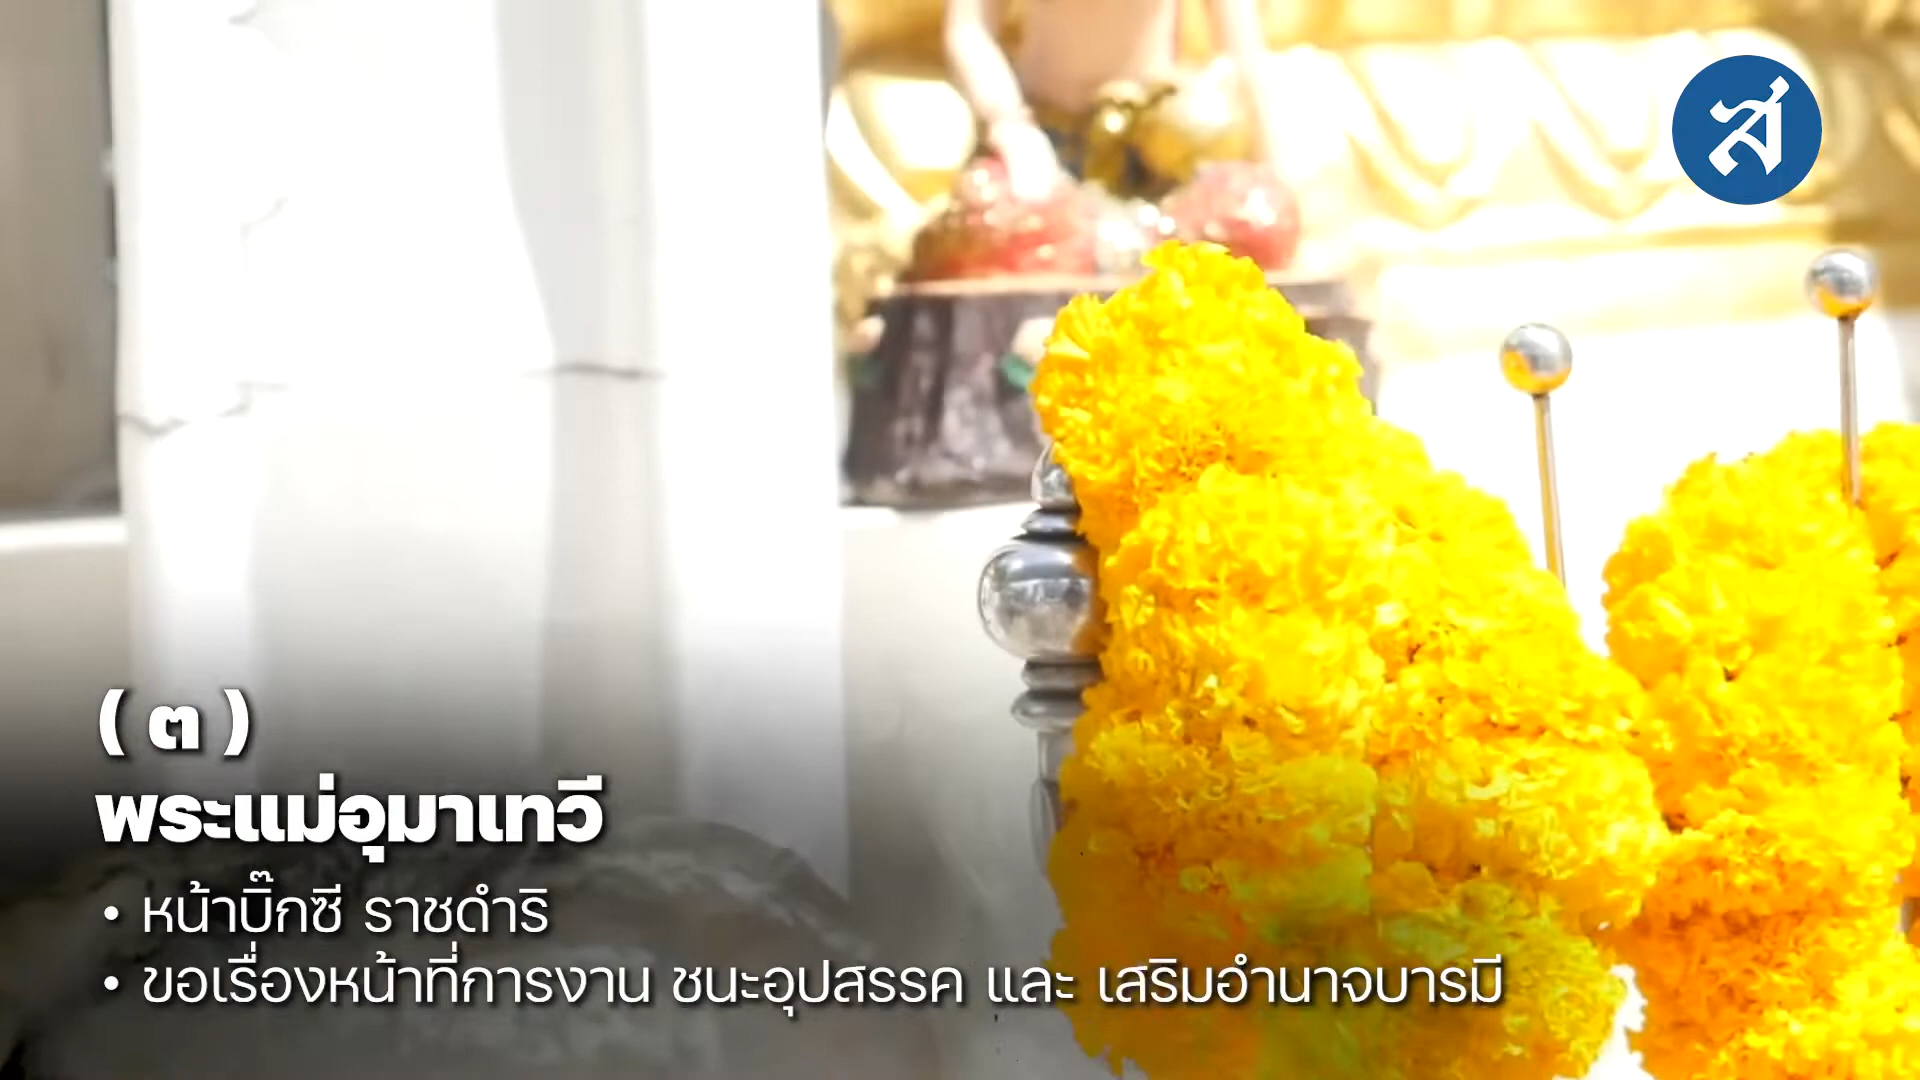 ส
( ๓ )
พระแม่อุมาเทวี
• หน้าบิ๊กซี ราชดำริ
• ขอเรื่องหน้าที่การงาน ชนะอุปสรรค และ เสริมอำนาจบารมี